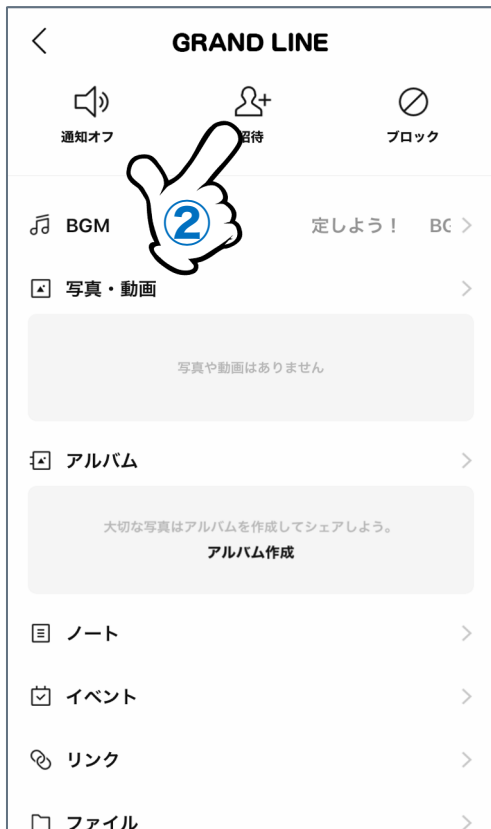 GRAND LINE
通知オフ
招待
ブロック
BGM
定しよう! BG
写真・動画
写真や動画はありません
アルバム
大切な写真はアルバムを作成してシェアしよう。
アルバム作成
ノート
イベント
リンク
ファイル
②